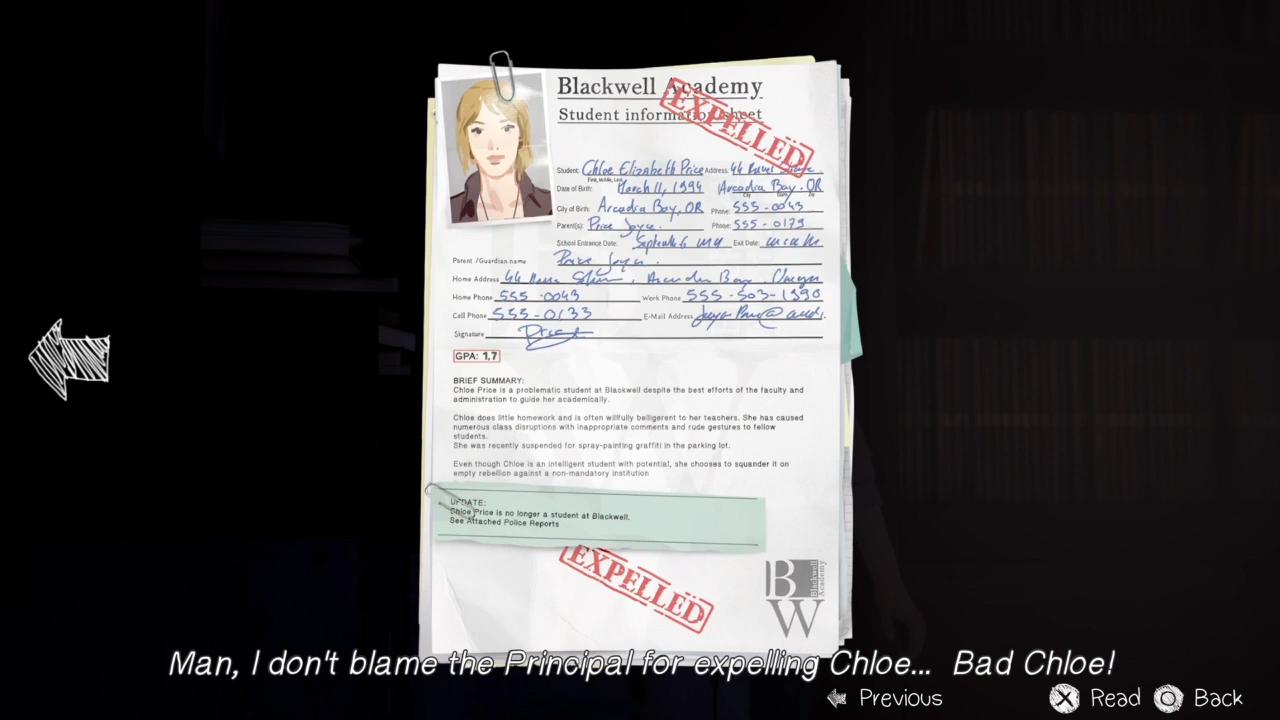 Blackwell Academy
Student information sheet
EXPELLED
Student: Chloe Elizabeth Price Address: 44
First, Middle, Last
Date of Birth: March 11, 1994 Arcadia Bay, OR
City of Birth: Arcadia Bay, OR Phone: 555-0043
Parent(s): Price Joyce. Phone: 555-0173
School Entrance Date: Exit Date:
Parent /Guardian name Price Joyce.
Home Address 44
Home Phone 555-0043 Work Phone 555-503-1990
Cell Phone 555-0133 E-Mail Address
Signature
GPA: 1,7
BRIEF SUMMARY:
Chloe Price is a problematic student at Blackwell despite the best efforts of the faculty and
administration to guide her academically.
Chloe does little homework and is often willfully belligerent to her teachers. She has caused
numerous class disruptions with inappropriate comments and rude gestures to fellow
students.
She was recently suspended for spray-painting graffiti in the parking lot.
Even though Chloe is an intelligent student with potential, she chooses to squander it on
empty rebellion against a non-mandatory institution
UPDATE:
Chloe Price is no longer a student at Blackwell.
See Attached Police Reports
EXPELLED
BW
Blackwell
Academy
Man, I don't blame the Principal for expelling Chloe... Bad Chloe!
Previous Read Back